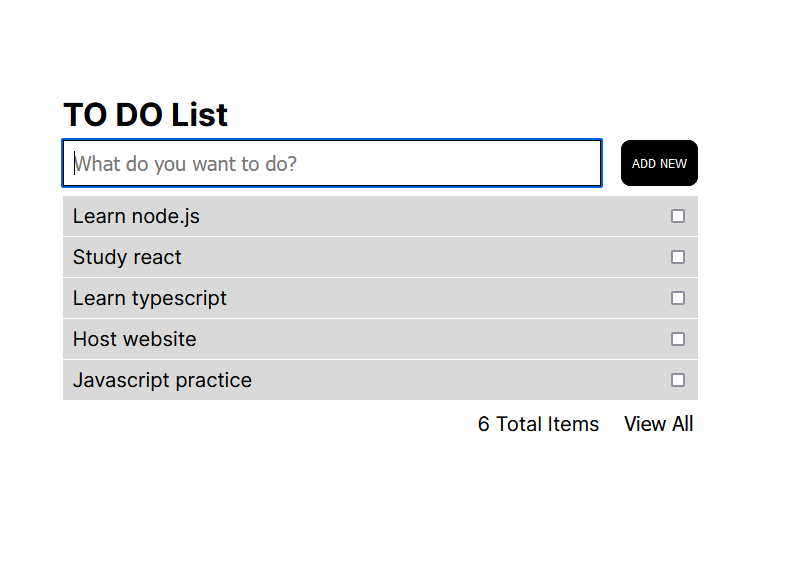 TO DO List
What do you want to do?
ADD NEW
Learn node.js
Study react
Learn typescript
Host website
Javascript practice
6 Total Items View All